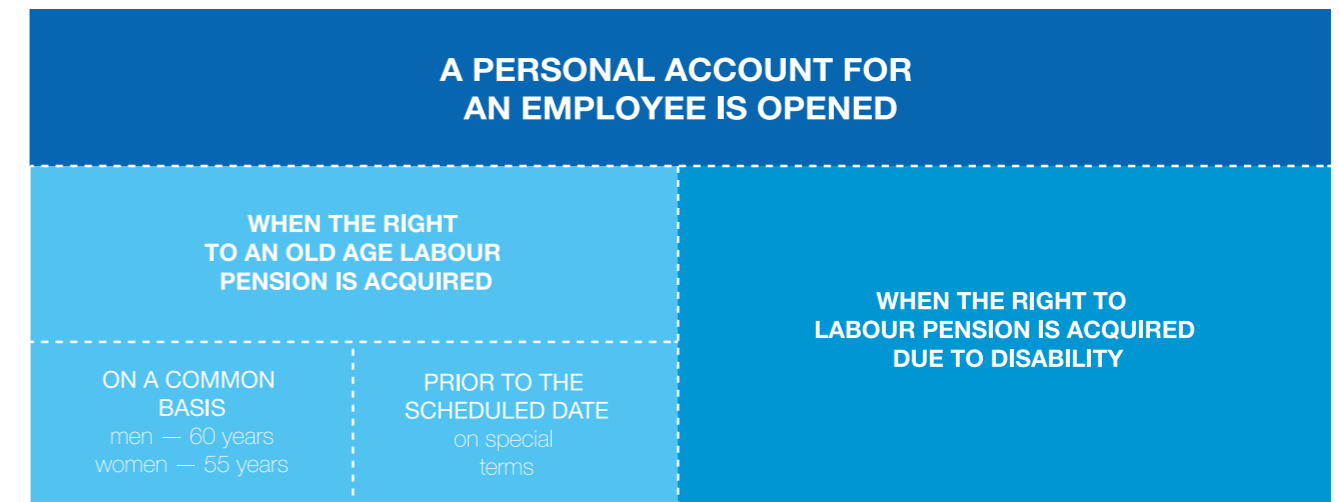 A PERSONAL ACCOUNT FOR
AN EMPLOYEE IS OPENED
WHEN THE RIGHT
TO AN OLD AGE LABOUR
PENSION IS ACQUIRED
ON A COMMON
BASIS
men — 60 years
women — 55 years
PRIOR TO THE
SCHEDULED DATE
on special
terms
WHEN THE RIGHT TO
LABOUR PENSION IS ACQUIRED
DUE TO DISABILITY